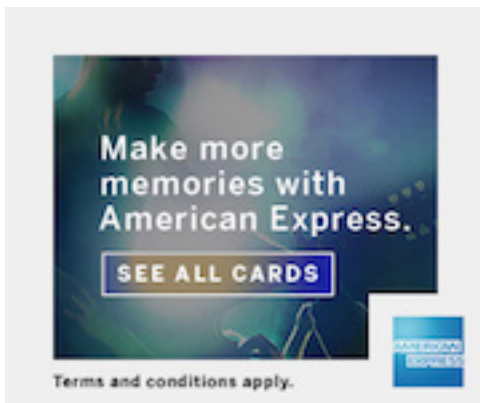 Make more
memories with
American Express.
SEE ALL CARDS
AMERICAN
EXPRESS
Terms and conditions apply.